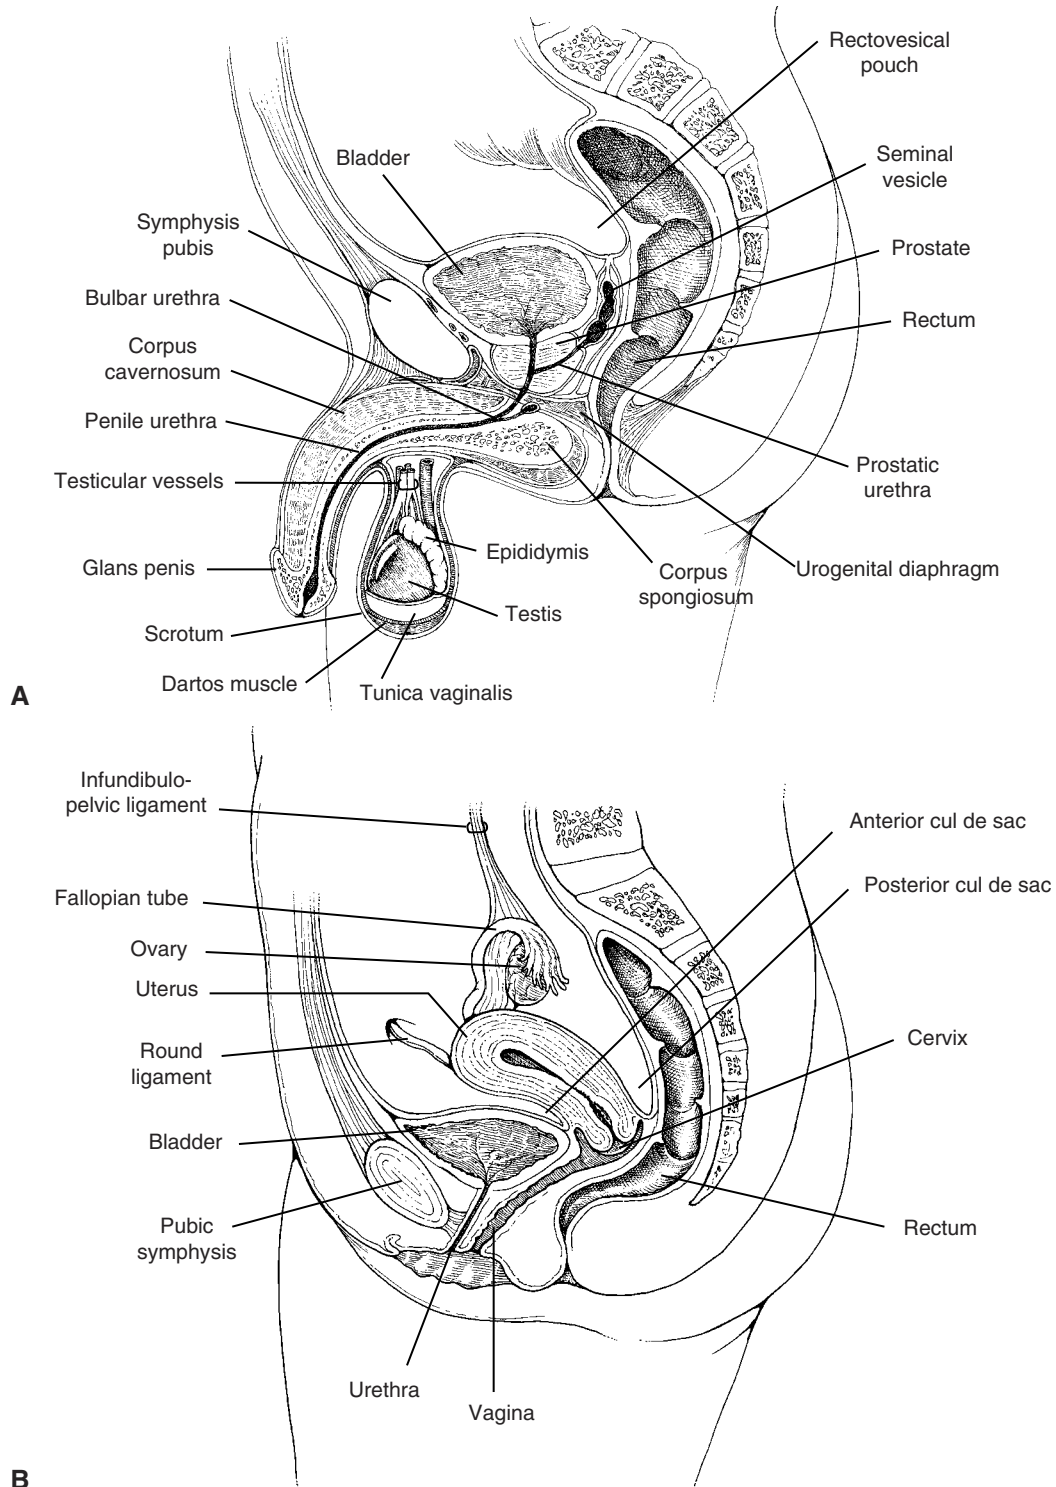 Rectovesical
pouch
Bladder
Seminal
vesicle
Symphysis
pubis
Prostate
Bulbar urethra
Rectum
Corpus
cavernosum
Penile urethra
Prostatic
urethra
Testicular vessels
Epididymis
Glans penis
Corpus
spongiosum
Urogenital diaphragm
Testis
Scrotum
Dartos muscle
Tunica vaginalis
A
Infundibulo-
pelvic ligament
Anterior cul de sac
Posterior cul de sac
Fallopian tube
Ovary
Uterus
Round
ligament
Cervix
Bladder
Pubic
symphysis
Rectum
Urethra
Vagina
B